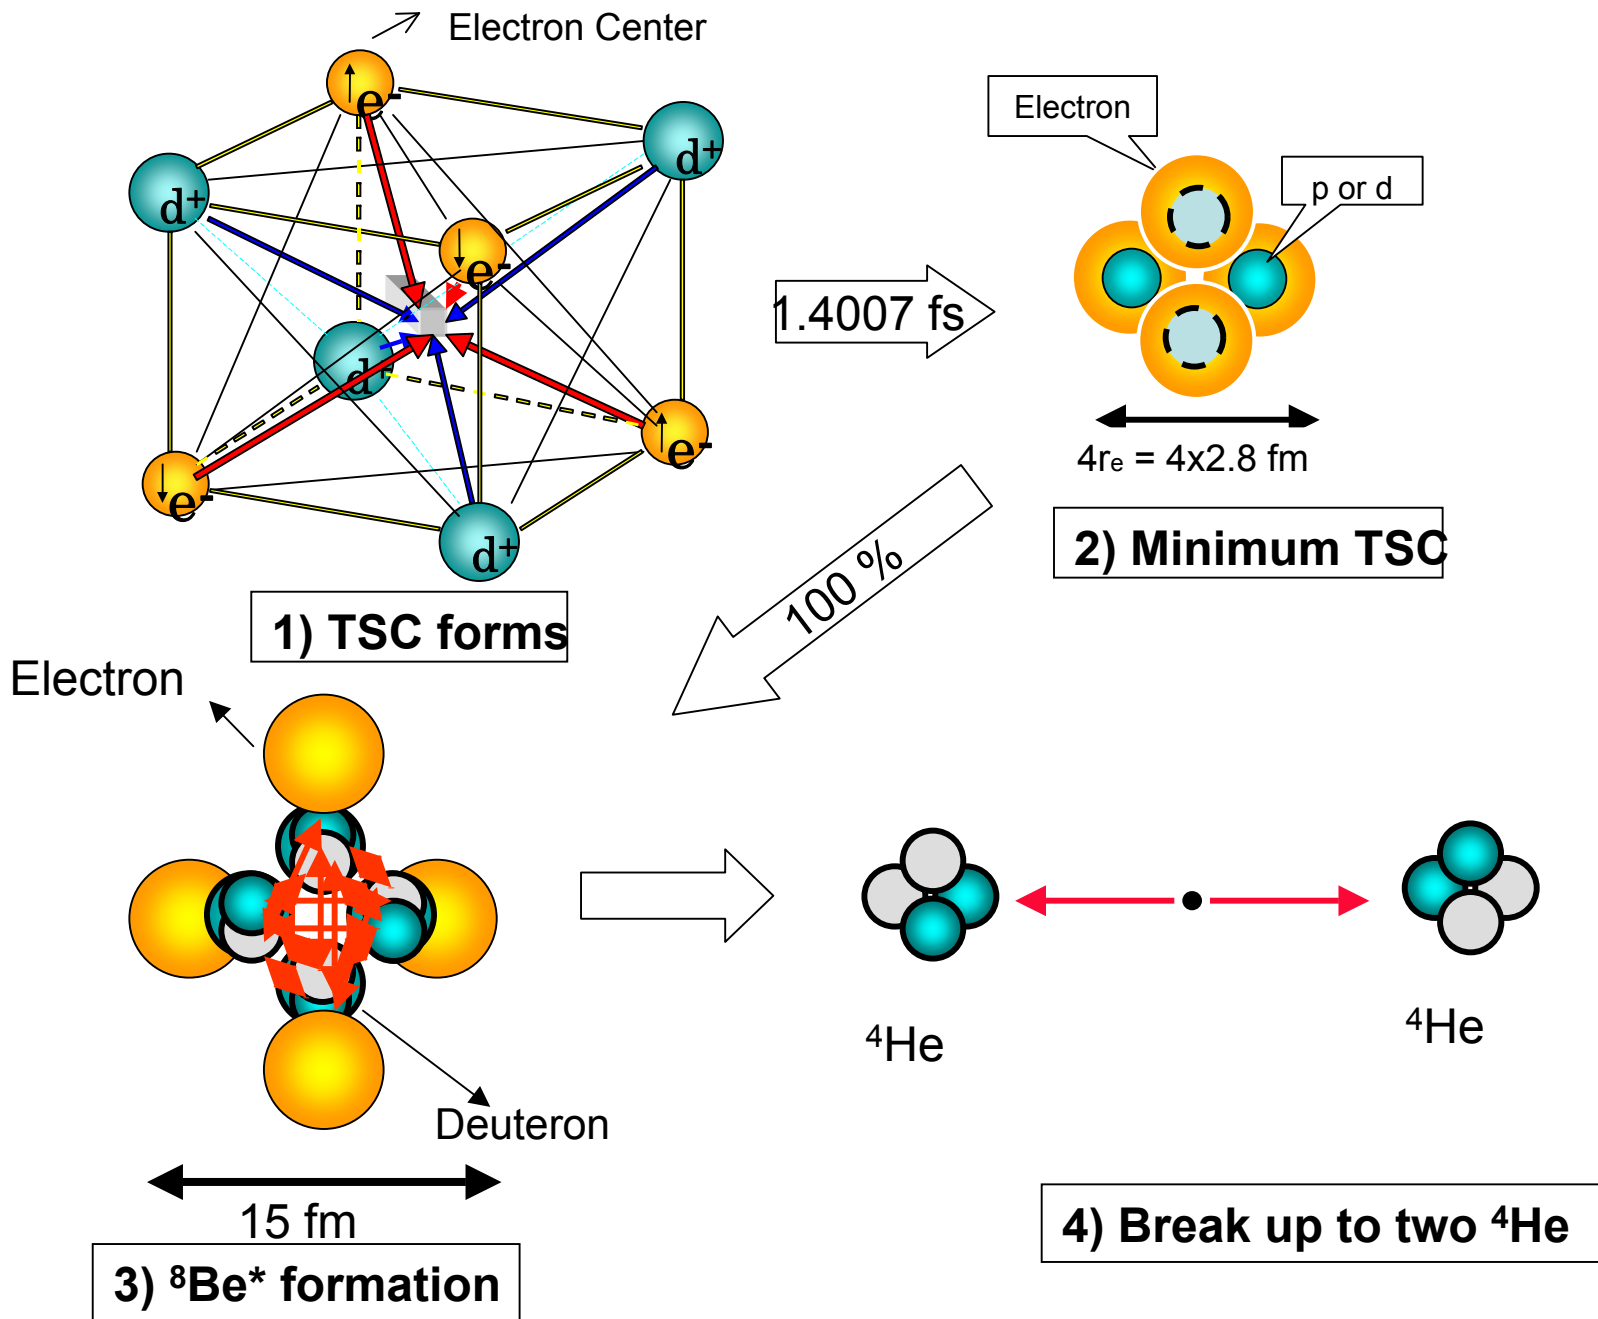 Electron Center
e-
d+
d+
e-
d+
e-
e-
d+
1) TSC forms
1.4007 fs
Electron
p or d
4re = 4x2.8 fm
2) Minimum TSC
100 %
Electron
Deuteron
15 fm
3) ⁸Be* formation
⁴He
⁴He
4) Break up to two ⁴He